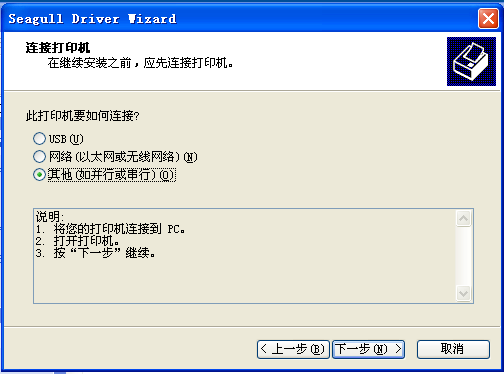 Seagull Driver Wizard
连接打印机
在继续安装之前，应先连接打印机。
此打印机要如何连接?
USB(U)
网络(以太网或无线网络)(N)
其他(如并行或串行)(O)
说明:
1. 将您的打印机连接到 PC。
2. 打开打印机。
3. 按“下一步”继续。
< 上一步(B) 下一步(N) > 取消